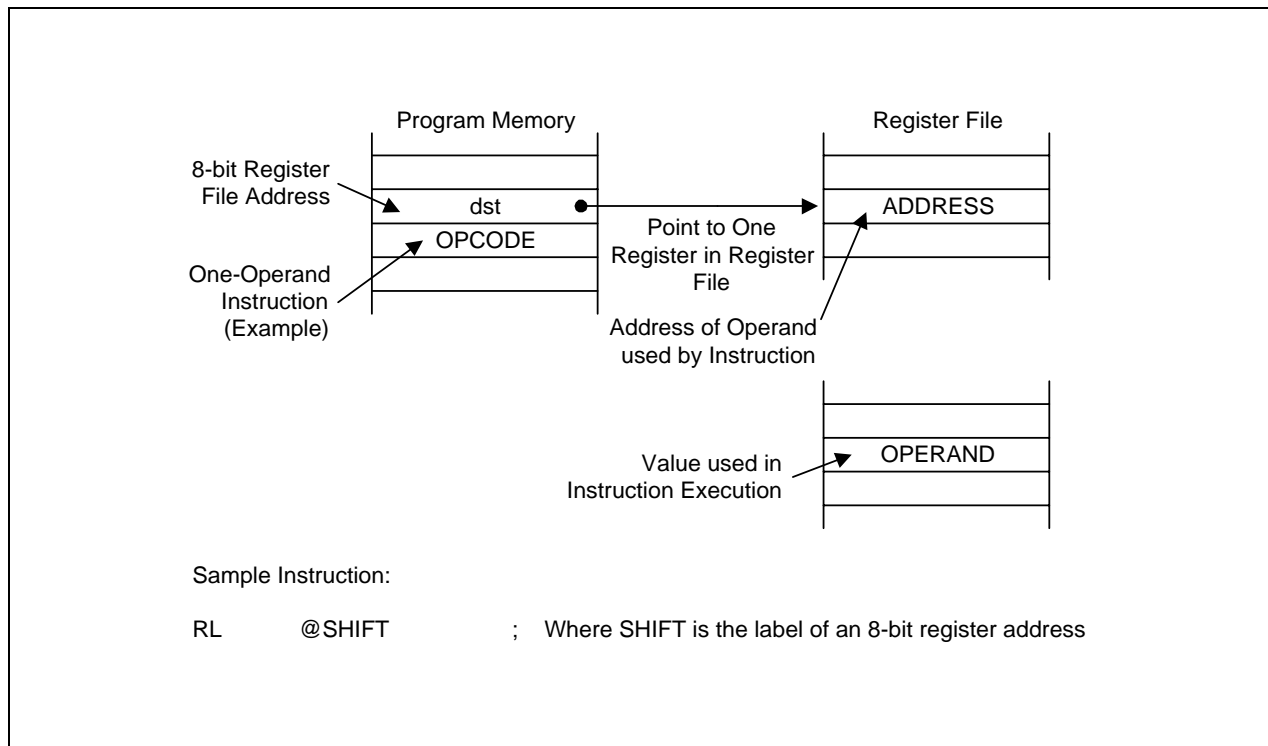 Program Memory
Register File
8-bit Register
File Address
dst
ADDRESS
OPCODE
Point to One
Register in Register
File
One-Operand
Instruction
(Example)
Address of Operand
used by Instruction
OPERAND
Value used in
Instruction Execution
Sample Instruction:
RL @SHIFT ; Where SHIFT is the label of an 8-bit register address